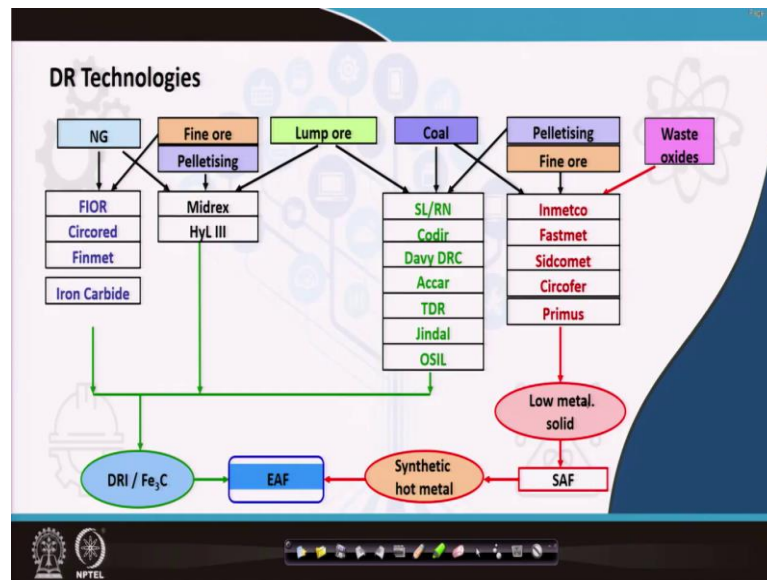 DR Technologies
NG
Fine ore
Pelletising
Lump ore
Coal
Pelletising
Fine ore
Waste
oxides
FIOR
Circored
Finmet
Iron Carbide
Midrex
HyL III
SL/RN
Codir
Davy DRC
Accar
TDR
Jindal
OSIL
Inmetco
Fastmet
Sidcomet
Circofer
Primus
Low metal.
solid
DRI / Fe₃C
EAF
Synthetic
hot metal
SAF
NPTEL